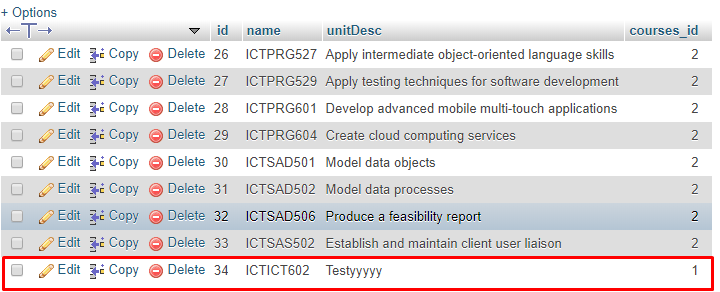 + Options
id name unitDesc courses_id
Edit Copy Delete 26 ICTPRG527 Apply intermediate object-oriented language skills 2
Edit Copy Delete 27 ICTPRG529 Apply testing techniques for software development 2
Edit Copy Delete 28 ICTPRG601 Develop advanced mobile multi-touch applications 2
Edit Copy Delete 29 ICTPRG604 Create cloud computing services 2
Edit Copy Delete 30 ICTSAD501 Model data objects 2
Edit Copy Delete 31 ICTSAD502 Model data processes 2
Edit Copy Delete 32 ICTSAD506 Produce a feasibility report 2
Edit Copy Delete 33 ICTSAS502 Establish and maintain client user liaison 2
Edit Copy Delete 34 ICTICT602 Testyyyyy 1